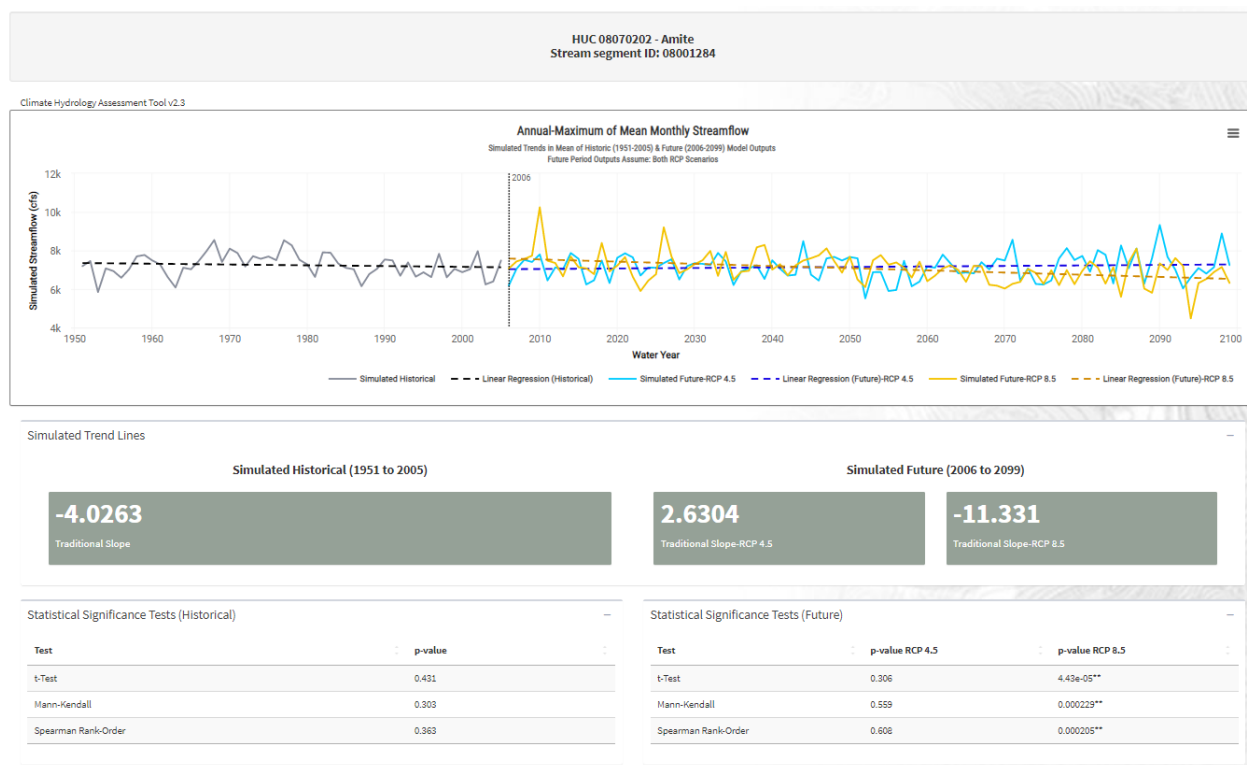 HUC 08070202 - Amite
Stream segment ID: 08001284
Climate Hydrology Assessment Tool v2.3
Annual-Maximum of Mean Monthly Streamflow
Simulated Trends in Mean of Historic (1951-2005) & Future (2006-2099) Model Outputs
Future Period Outputs Assume: Both RCP Scenarios
12k
10k
8k
6k
4k
Simulated Streamflow (cfs)
2006
1950 1960 1970 1980 1990 2000 2010 2020 2030 2040 2050 2060 2070 2080 2090 2100
Water Year
Simulated Historical Linear Regression (Historical) Simulated Future-RCP 4.5 Linear Regression (Future)-RCP 4.5 Simulated Future-RCP 8.5 Linear Regression (Future)-RCP 8.5
Simulated Trend Lines
Simulated Historical (1951 to 2005) Simulated Future (2006 to 2099)
-4.0263 2.6304 -11.331
Traditional Slope Traditional Slope-RCP 4.5 Traditional Slope-RCP 8.5
Statistical Significance Tests (Historical)
Test p-value
t-Test 0.431
Mann-Kendall 0.303
Spearman Rank-Order 0.363
Statistical Significance Tests (Future)
Test p-value RCP 4.5 p-value RCP 8.5
t-Test 0.306 4.43e-05**
Mann-Kendall 0.559 0.000229**
Spearman Rank-Order 0.608 0.000205**